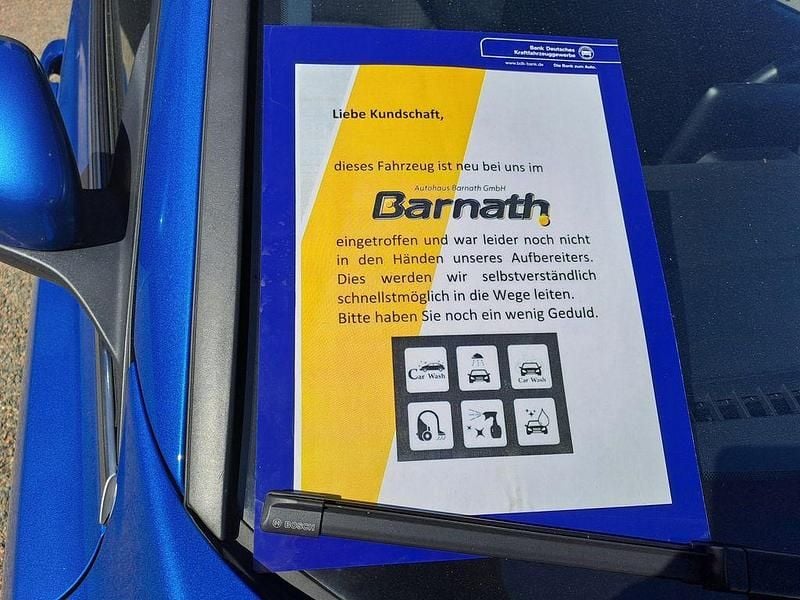 Bank Deutsches
Kraftfahrzeuggewerbe
www.bdk-bank.de Die Bank zum Auto.
Liebe Kundschaft,
dieses Fahrzeug ist neu bei uns im
Autohaus Barnath GmbH
Barnath
eingetroffen und war leider noch nicht
in den Händen unseres Aufbereiters.
Dies werden wir selbstverständlich
schnellstmöglich in die Wege leiten.
Bitte haben Sie noch ein wenig Geduld.
Car Wash
Car Wash
BOSCH